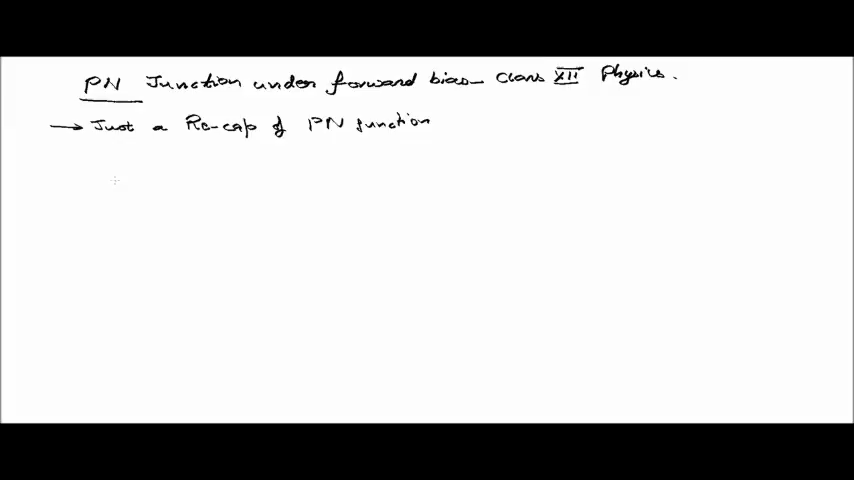 PN Junction under forward bias - Class XII Physics.
→ Just a Re-cap of PN junction